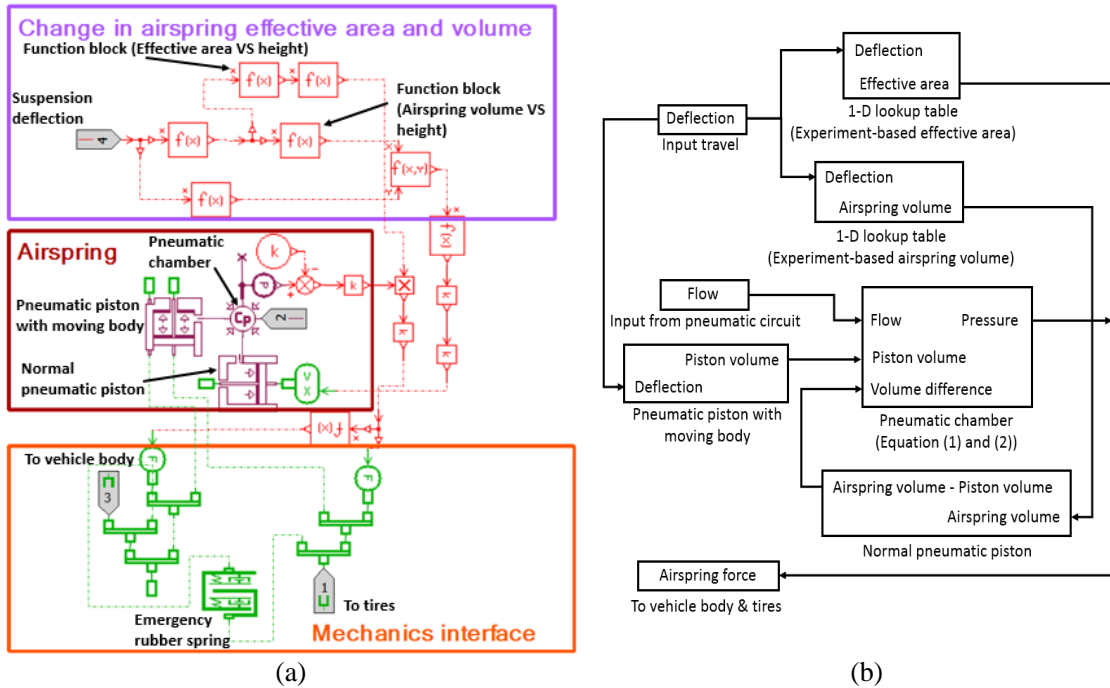 Change in airspring effective area and volume
Function block (Effective area VS height)
Function block
(Airspring volume VS
height)
Suspension
deflection
4
x
f(x)
f(x)
x
f(x)
x
f(x)
x
f(x)
x
f(x,y)
Y
x
f(x)
Airspring
Pneumatic
chamber
k
P
-
+
k
k
k
k
Pneumatic piston
with moving body
Cp
2
Normal
pneumatic piston
V
X
f(x)
x
To vehicle body
F
F
3
1
To tires
Emergency
rubber spring
Mechanics interface
(a)
Deflection
Effective area
1-D lookup table
(Experiment-based effective area)
Deflection
Input travel
Deflection
Airspring volume
1-D lookup table
(Experiment-based airspring volume)
Flow
Input from pneumatic circuit
Flow
Pressure
Piston volume
Volume difference
Pneumatic chamber
(Equation (1) and (2))
Piston volume
Deflection
Pneumatic piston with
moving body
Airspring volume - Piston volume
Airspring volume
Normal pneumatic piston
Airspring force
To vehicle body & tires
(b)